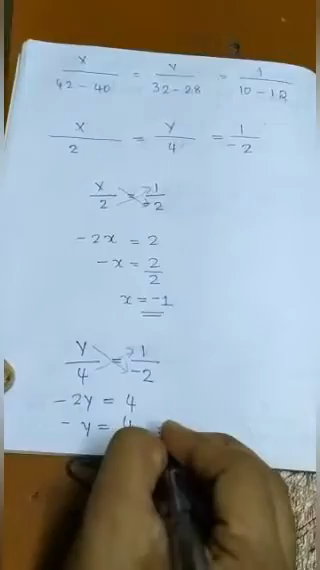 x/42-40 = y/32-28 = 1/10-12
x/2 = y/4 = 1/-2
x/2 = 1/-2
-2x = 2
-x = 2/2
x = -1
y/4 = 1/-2
-2y = 4
-y = 4